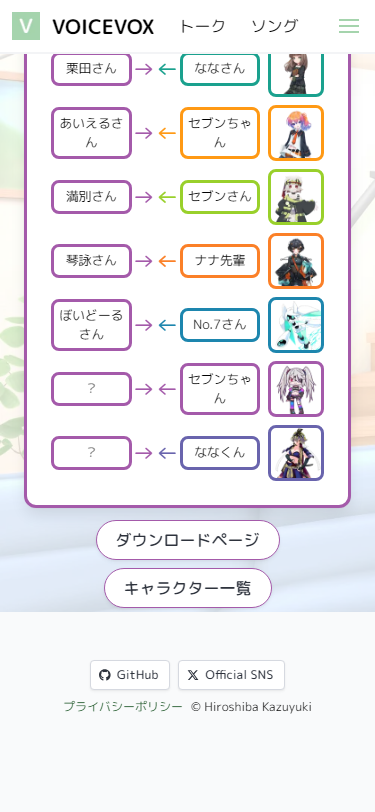 V VOICEVOX トーク ソング
栗田さん → ← ななさん
あいえるさ
ん → ← セブンちゃ
ん
満別さん → ← セブンさん
琴詠さん → ← ナナ先輩
ぼいどーる
さん → ← No.7さん
? → ← セブンちゃ
ん
? → ← ななくん
ダウンロードページ
キャラクター一覧
GitHub Official SNS
プライバシーポリシー © Hiroshiba Kazuyuki